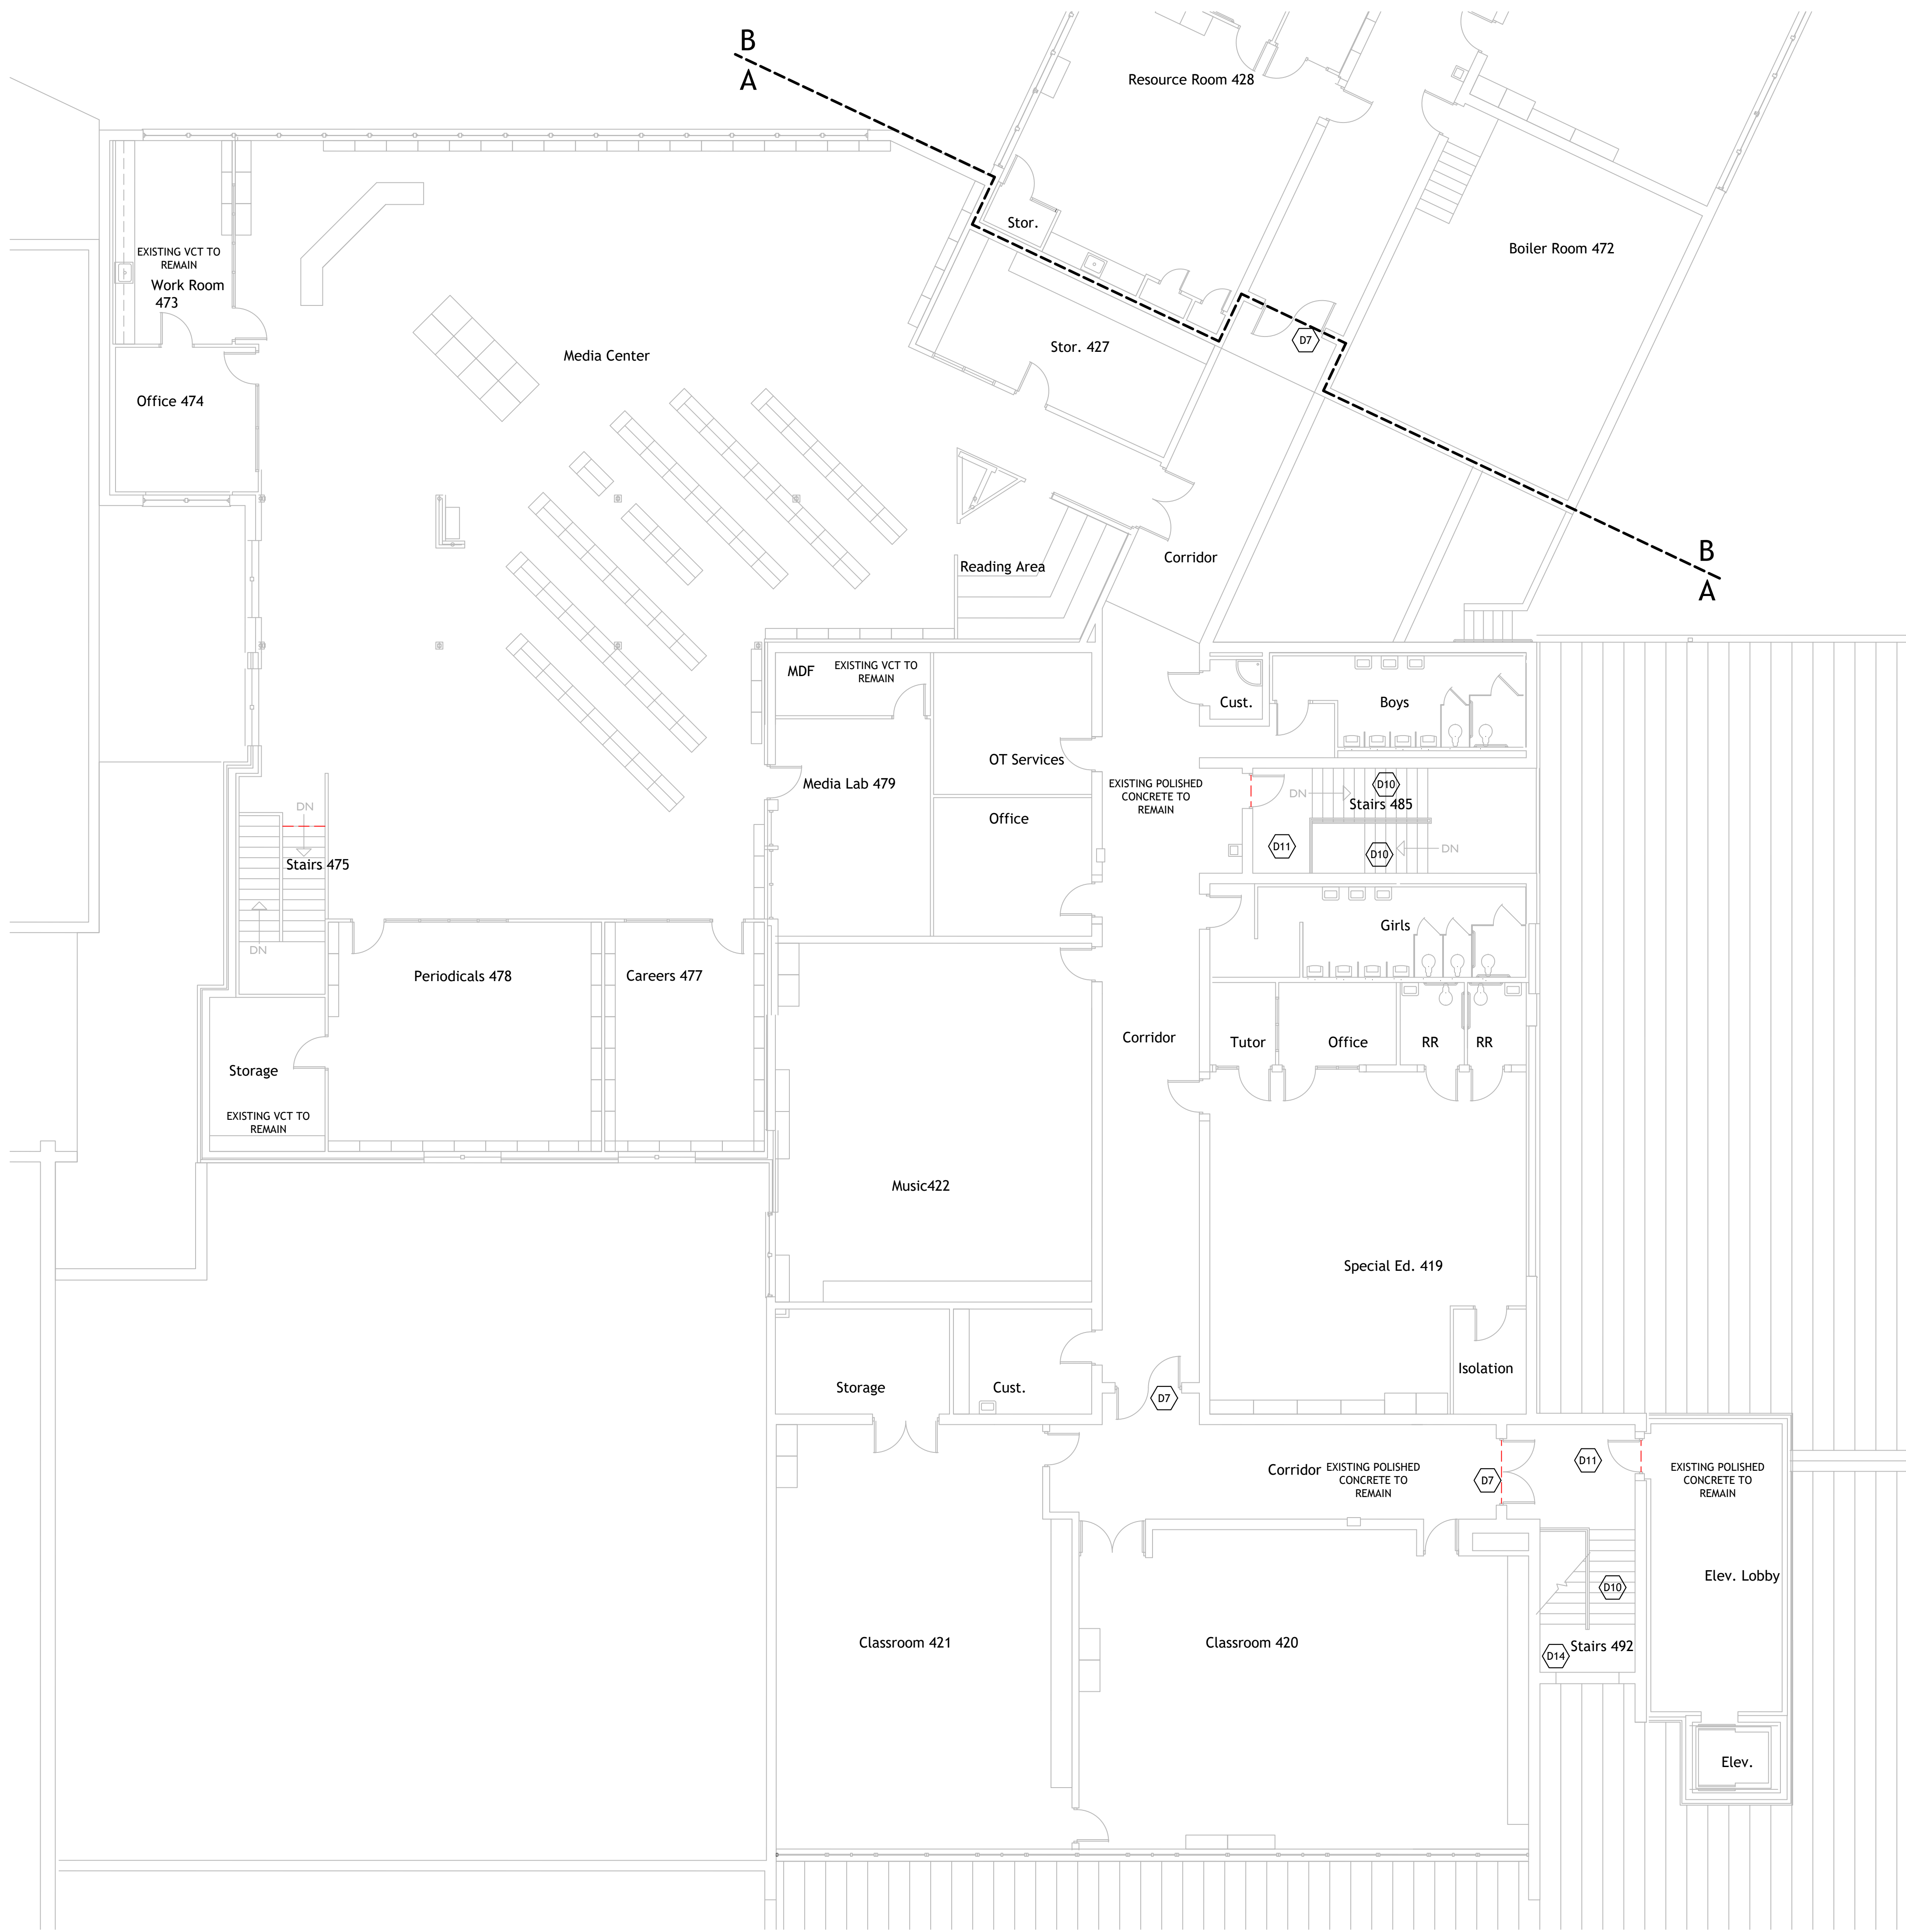 B
A
Resource Room 428
Stor.
Boiler Room 472
EXISTING VCT TO
REMAIN
Work Room
473
D7
Stor. 427
Media Center
Office 474
B
A
Corridor
Reading Area
MDF
EXISTING VCT TO
REMAIN
Cust.
Boys
OT Services
Media Lab 479
EXISTING POLISHED
CONCRETE TO
REMAIN
D10
DN
Stairs 485
DN
Office
D11
D10
DN
Stairs 475
DN
Girls
Periodicals 478
Careers 477
Corridor
Tutor
Office
RR
RR
Storage
EXISTING VCT TO
REMAIN
Music422
Special Ed. 419
Isolation
Storage
Cust.
D7
Corridor
EXISTING POLISHED
CONCRETE TO
REMAIN
D7
D11
EXISTING POLISHED
CONCRETE TO
REMAIN
Elev. Lobby
D10
Classroom 421
Classroom 420
Stairs 492
D14
Elev.